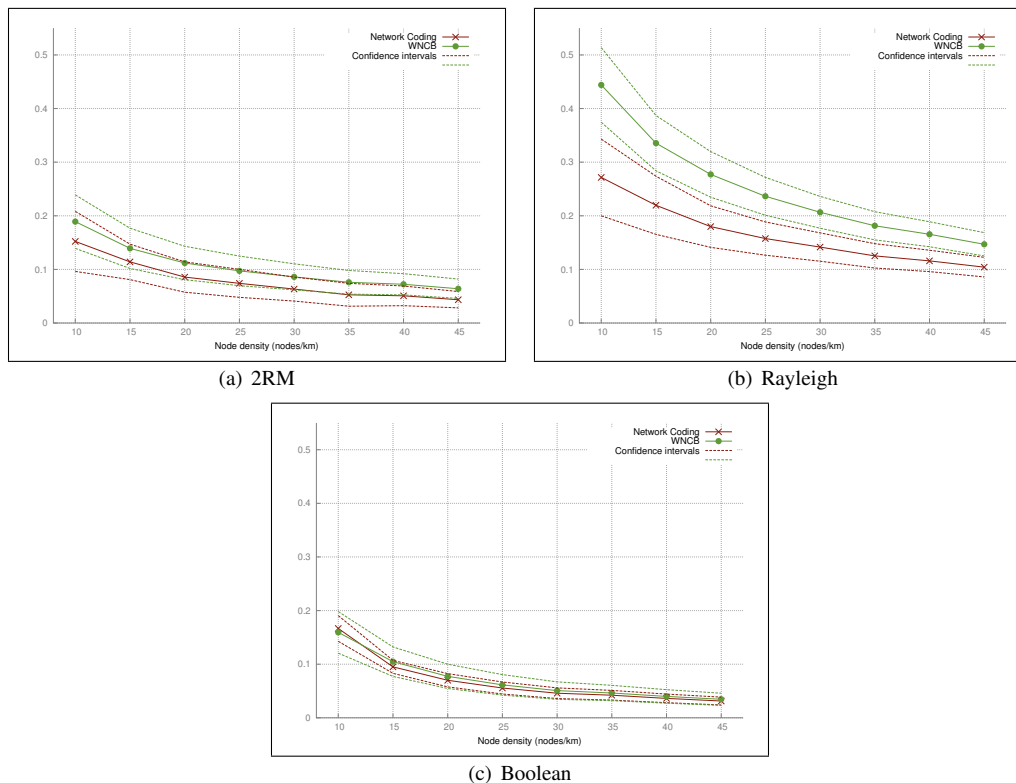 Network Coding
WNCB
Confidence intervals
0.5
0.4
0.3
0.2
0.1
0
10 15 20 25 30 35 40 45
Node density (nodes/km)
(a) 2RM
Network Coding
WNCB
Confidence intervals
0.5
0.4
0.3
0.2
0.1
0
10 15 20 25 30 35 40 45
Node density (nodes/km)
(b) Rayleigh
Network Coding
WNCB
Confidence intervals
0.5
0.4
0.3
0.2
0.1
0
10 15 20 25 30 35 40 45
Node density (nodes/km)
(c) Boolean